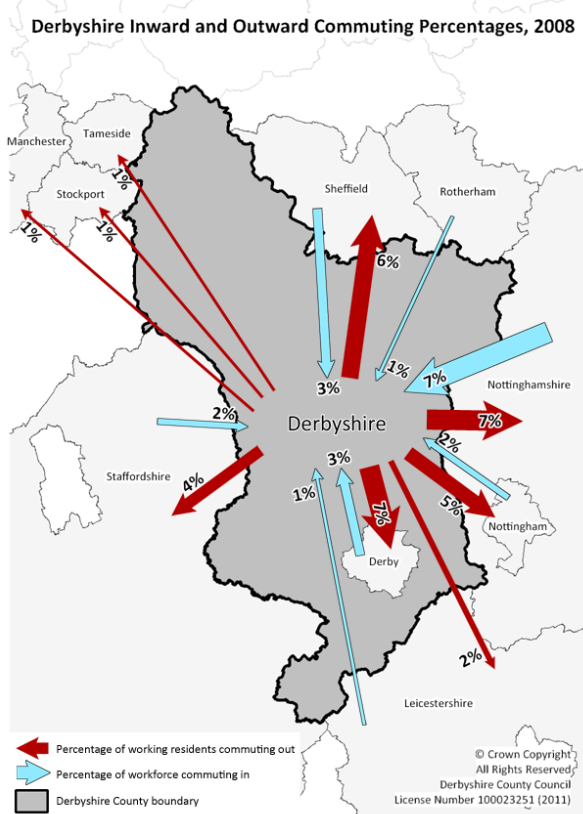 Derbyshire Inward and Outward Commuting Percentages, 2008
Manchester
Tameside
Stockport
Sheffield
Rotherham
1%
1%
1%
6%
3%
1%
7%
Nottinghamshire
2%
Derbyshire
7%
2%
Staffordshire
4%
3%
1%
7%
5%
Nottingham
Derby
2%
Leicestershire
Percentage of working residents commuting out
Percentage of workforce commuting in
Derbyshire County boundary
© Crown Copyright
All Rights Reserved
Derbyshire County Council
License Number 100023251 (2011)